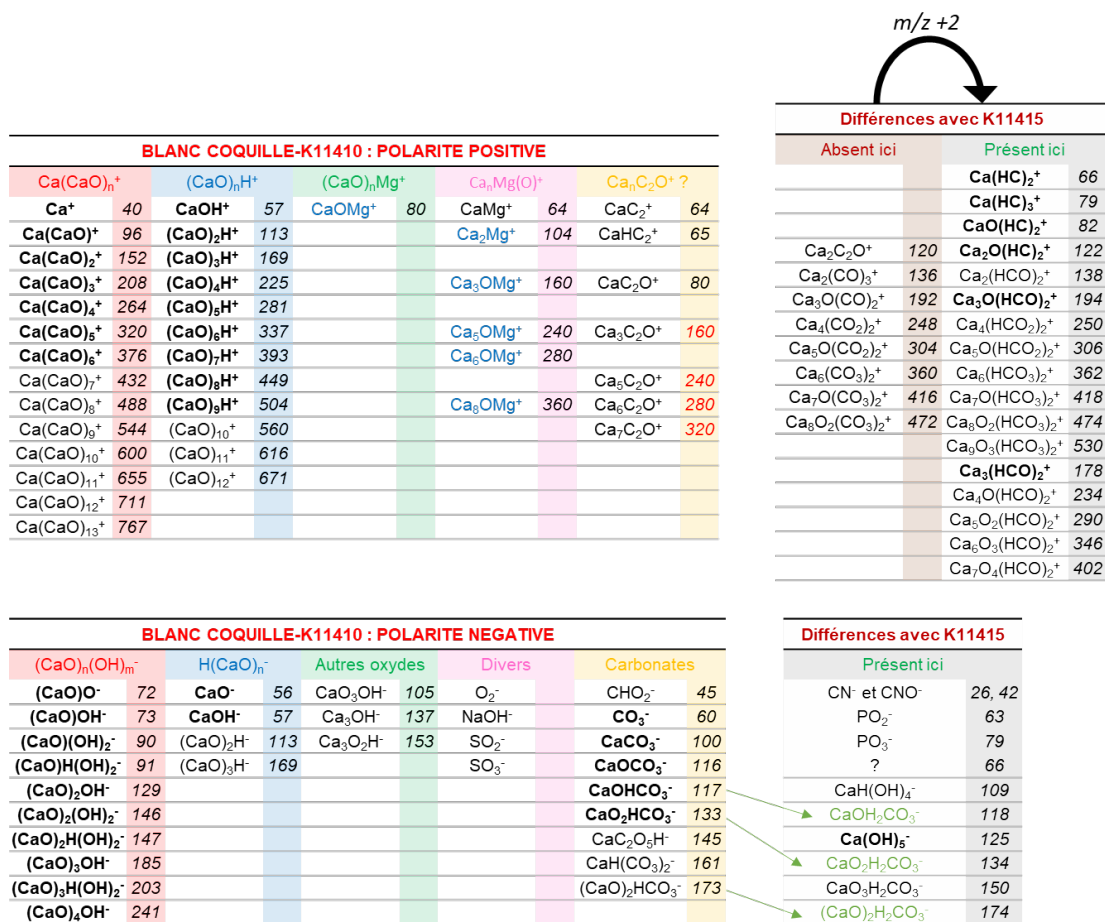 m/z +2
Différences avec K11415
Absent ici Présent ici
Ca(HC)₂⁺ 66
Ca(HC)₃⁺ 79
CaO(HC)₂⁺ 82
Ca₂C₂O⁺ 120 Ca₂O(HC)₂⁺ 122
Ca₂(CO)₃⁺ 136 Ca₂(HCO)₂⁺ 138
Ca₃O(CO)₂⁺ 192 Ca₃O(HCO)₂⁺ 194
Ca₄(CO₂)₂⁺ 248 Ca₄(HCO₂)₂⁺ 250
Ca₅O(CO₂)₂⁺ 304 Ca₅O(HCO₂)₂⁺ 306
Ca₆(CO₃)₂⁺ 360 Ca₆(HCO₃)₂⁺ 362
Ca₇O(CO₃)₂⁺ 416 Ca₇O(HCO₃)₂⁺ 418
Ca₈O₂(CO₃)₂⁺ 472 Ca₈O₂(HCO₃)₂⁺ 474
Ca₉O₃(HCO₃)₂⁺ 530
Ca₃(HCO)₂⁺ 178
Ca₄O(HCO)₂⁺ 234
Ca₅O₂(HCO)₂⁺ 290
Ca₆O₃(HCO)₂⁺ 346
Ca₇O₄(HCO)₂⁺ 402
BLANC COQUILLE-K11410 : POLARITE POSITIVE
Ca(CaO)ₙ⁺ (CaO)ₙH⁺ (CaO)ₙMg⁺ CaₙMg(O)⁺ CaₙC₂O⁺ ?
Ca⁺ 40 CaOH⁺ 57 CaOMg⁺ 80 CaMg⁺ 64 CaC₂⁺ 64
Ca(CaO)⁺ 96 (CaO)₂H⁺ 113 Ca₂Mg⁺ 104 CaHC₂⁺ 65
Ca(CaO)₂⁺ 152 (CaO)₃H⁺ 169
Ca(CaO)₃⁺ 208 (CaO)₄H⁺ 225 Ca₃OMg⁺ 160 CaC₂O⁺ 80
Ca(CaO)₄⁺ 264 (CaO)₅H⁺ 281
Ca(CaO)₅⁺ 320 (CaO)₆H⁺ 337 Ca₅OMg⁺ 240 Ca₃C₂O⁺ 160
Ca(CaO)₆⁺ 376 (CaO)₇H⁺ 393 Ca₆OMg⁺ 280
Ca(CaO)₇⁺ 432 (CaO)₈H⁺ 449 Ca₅C₂O⁺ 240
Ca(CaO)₈⁺ 488 (CaO)₉H⁺ 504 Ca₈OMg⁺ 360 Ca₆C₂O⁺ 280
Ca(CaO)₉⁺ 544 (CaO)₁₀⁺ 560 Ca₇C₂O⁺ 320
Ca(CaO)₁₀⁺ 600 (CaO)₁₁⁺ 616
Ca(CaO)₁₁⁺ 655 (CaO)₁₂⁺ 671
Ca(CaO)₁₂⁺ 711
Ca(CaO)₁₃⁺ 767
BLANC COQUILLE-K11410 : POLARITE NEGATIVE
(CaO)ₙ(OH)ₘ⁻ H(CaO)ₙ⁻ Autres oxydes Divers Carbonates
(CaO)O⁻ 72 CaO⁻ 56 CaO₃OH⁻ 105 O₂⁻ CHO₂⁻ 45
(CaO)OH⁻ 73 CaOH⁻ 57 Ca₃OH⁻ 137 NaOH⁻ CO₃⁻ 60
(CaO)(OH)₂⁻ 90 (CaO)₂H⁻ 113 Ca₃O₂H⁻ 153 SO₂⁻ CaCO₃⁻ 100
(CaO)H(OH)₂⁻ 91 (CaO)₃H⁻ 169 SO₃⁻ CaOCO₃⁻ 116
(CaO)₂OH⁻ 129 CaOHCO₃⁻ 117
(CaO)₂(OH)₂⁻ 146 CaO₂HCO₃⁻ 133
(CaO)₂H(OH)₂⁻ 147 CaC₂O₅H⁻ 145
(CaO)₃OH⁻ 185 CaH(CO₃)₂⁻ 161
(CaO)₃H(OH)₂⁻ 203 (CaO)₂HCO₃⁻ 173
(CaO)₄OH⁻ 241
Différences avec K11415
Présent ici
CN⁻ et CNO⁻ 26, 42
PO₂⁻ 63
PO₃⁻ 79
? 66
CaH(OH)₄⁻ 109
CaOH₂CO₃⁻ 118
Ca(OH)₅⁻ 125
CaO₂H₂CO₃⁻ 134
CaO₃H₂CO₃⁻ 150
(CaO)₂H₂CO₃⁻ 174